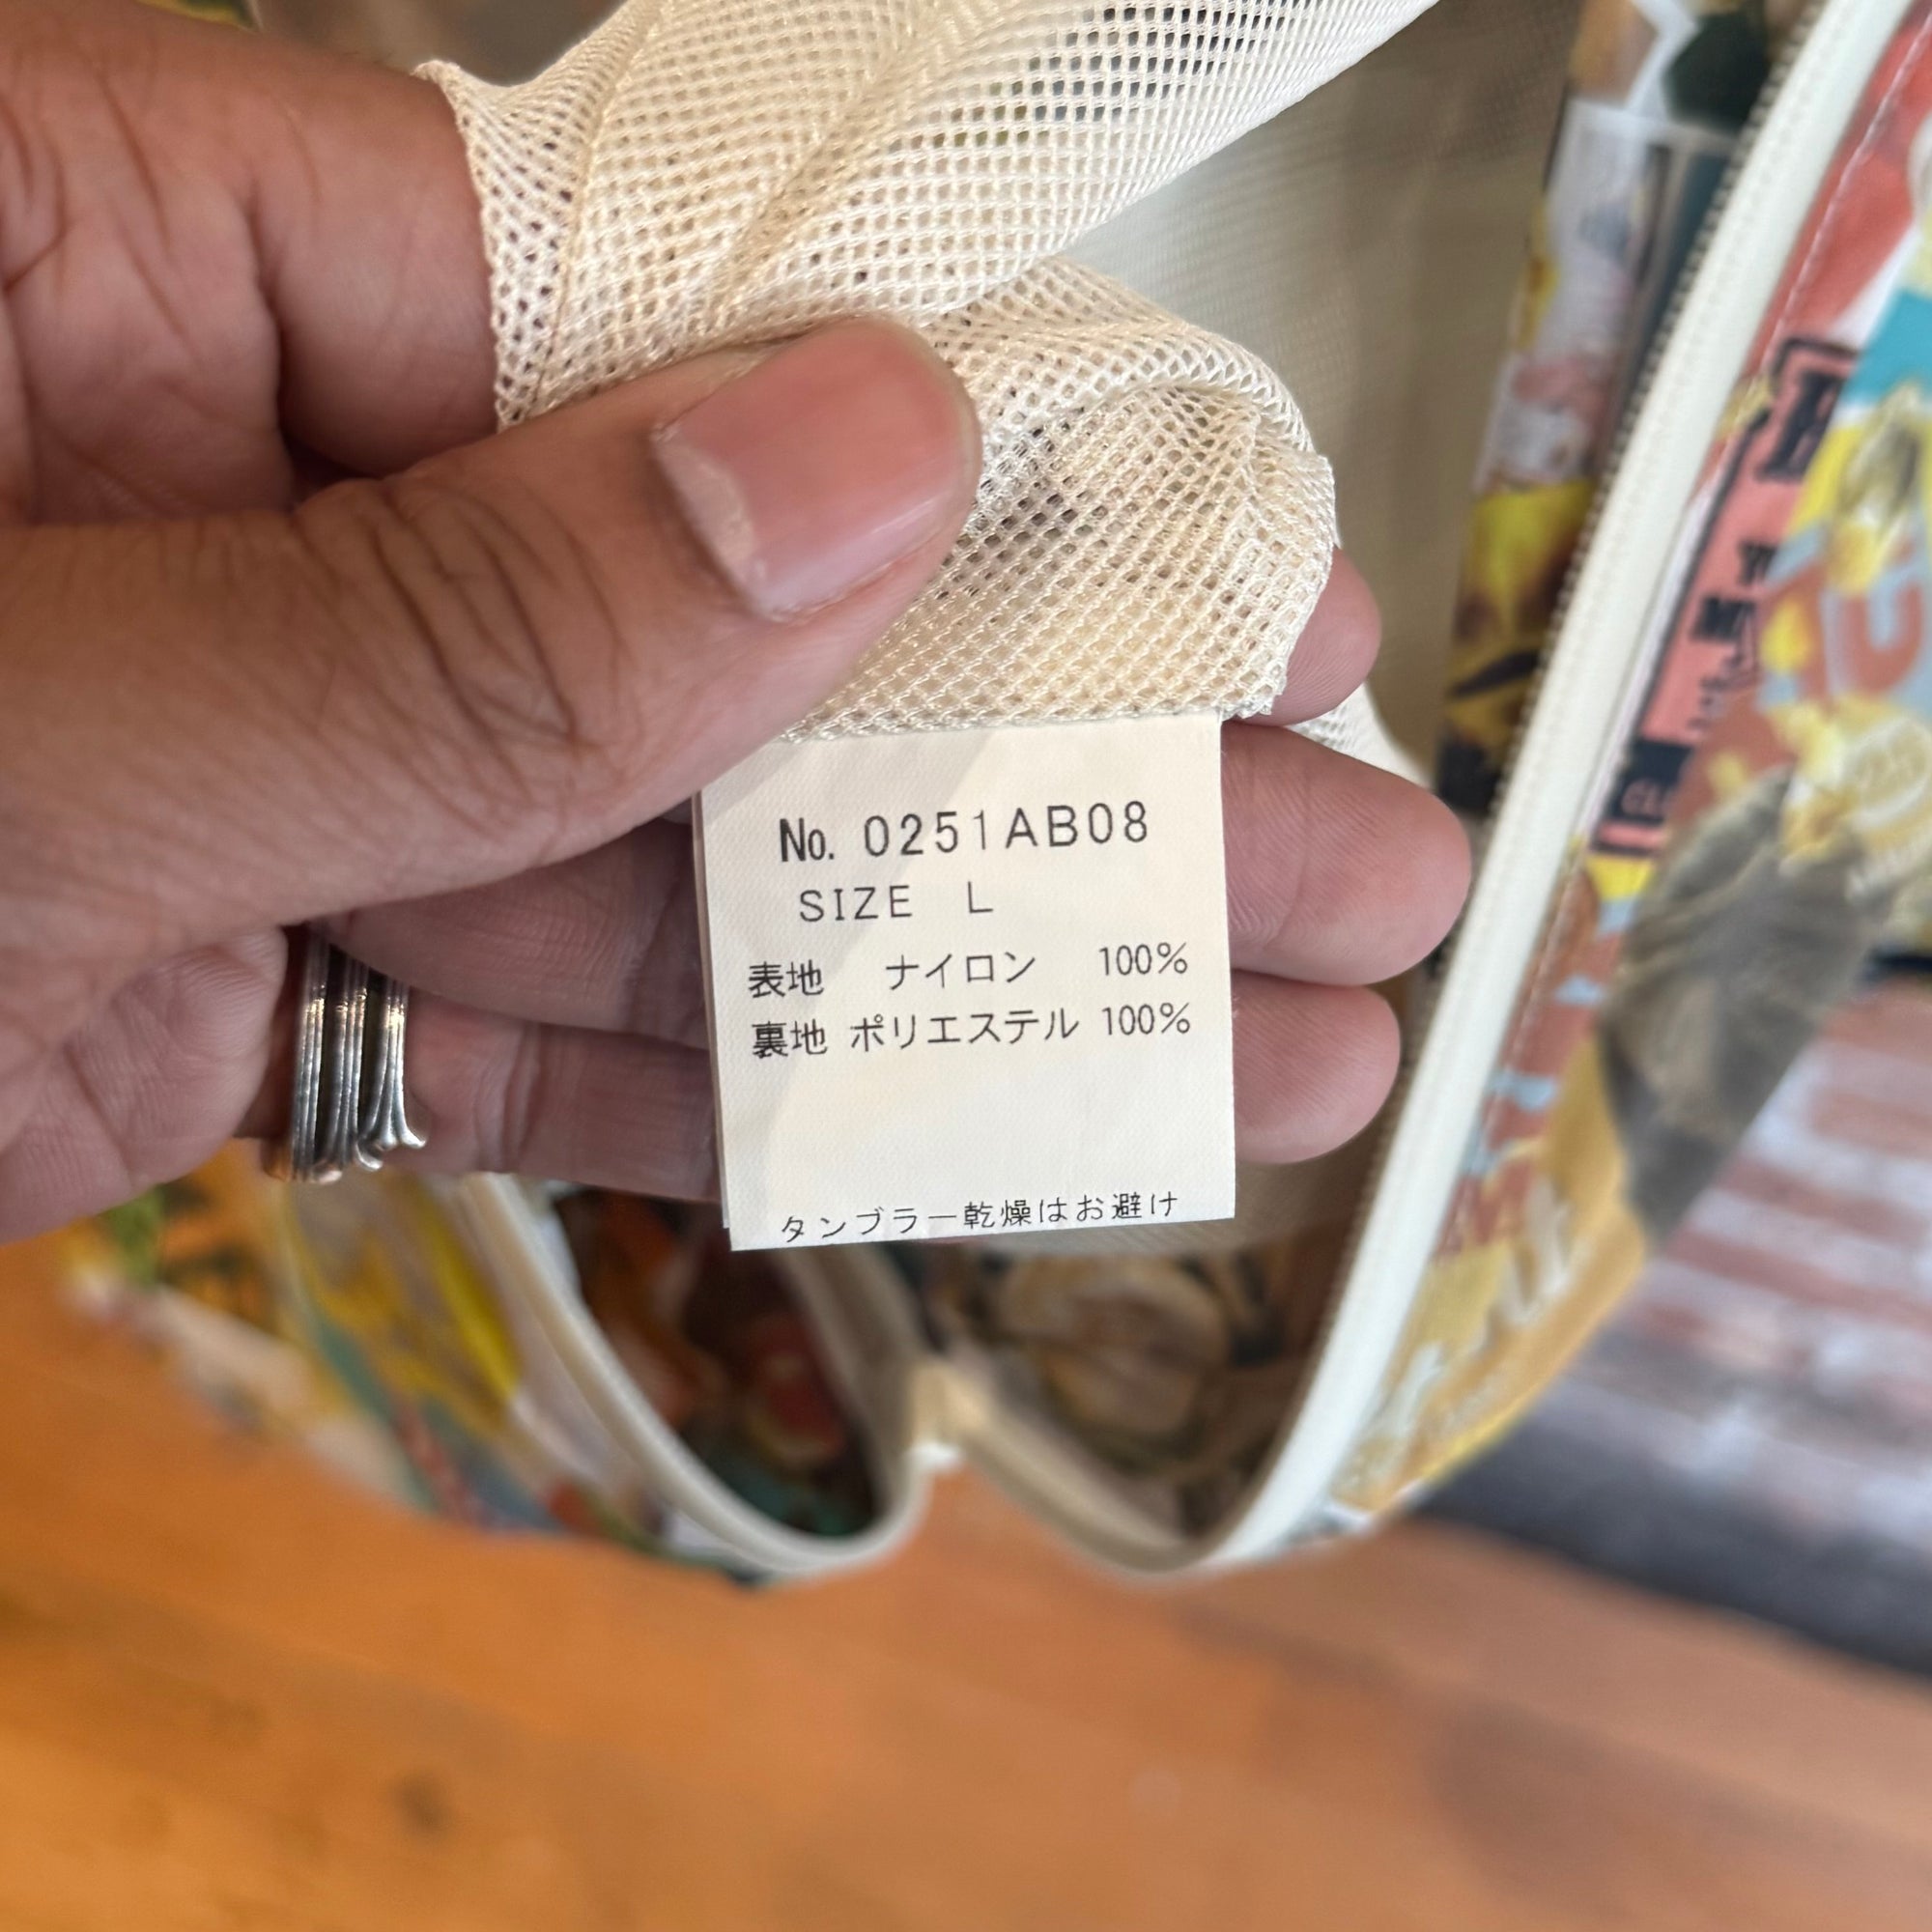 No. 0251AB08
SIZE L
表地 ナイロン 100%
裏地 ポリエステル 100%
タンブラー乾燥はお避け